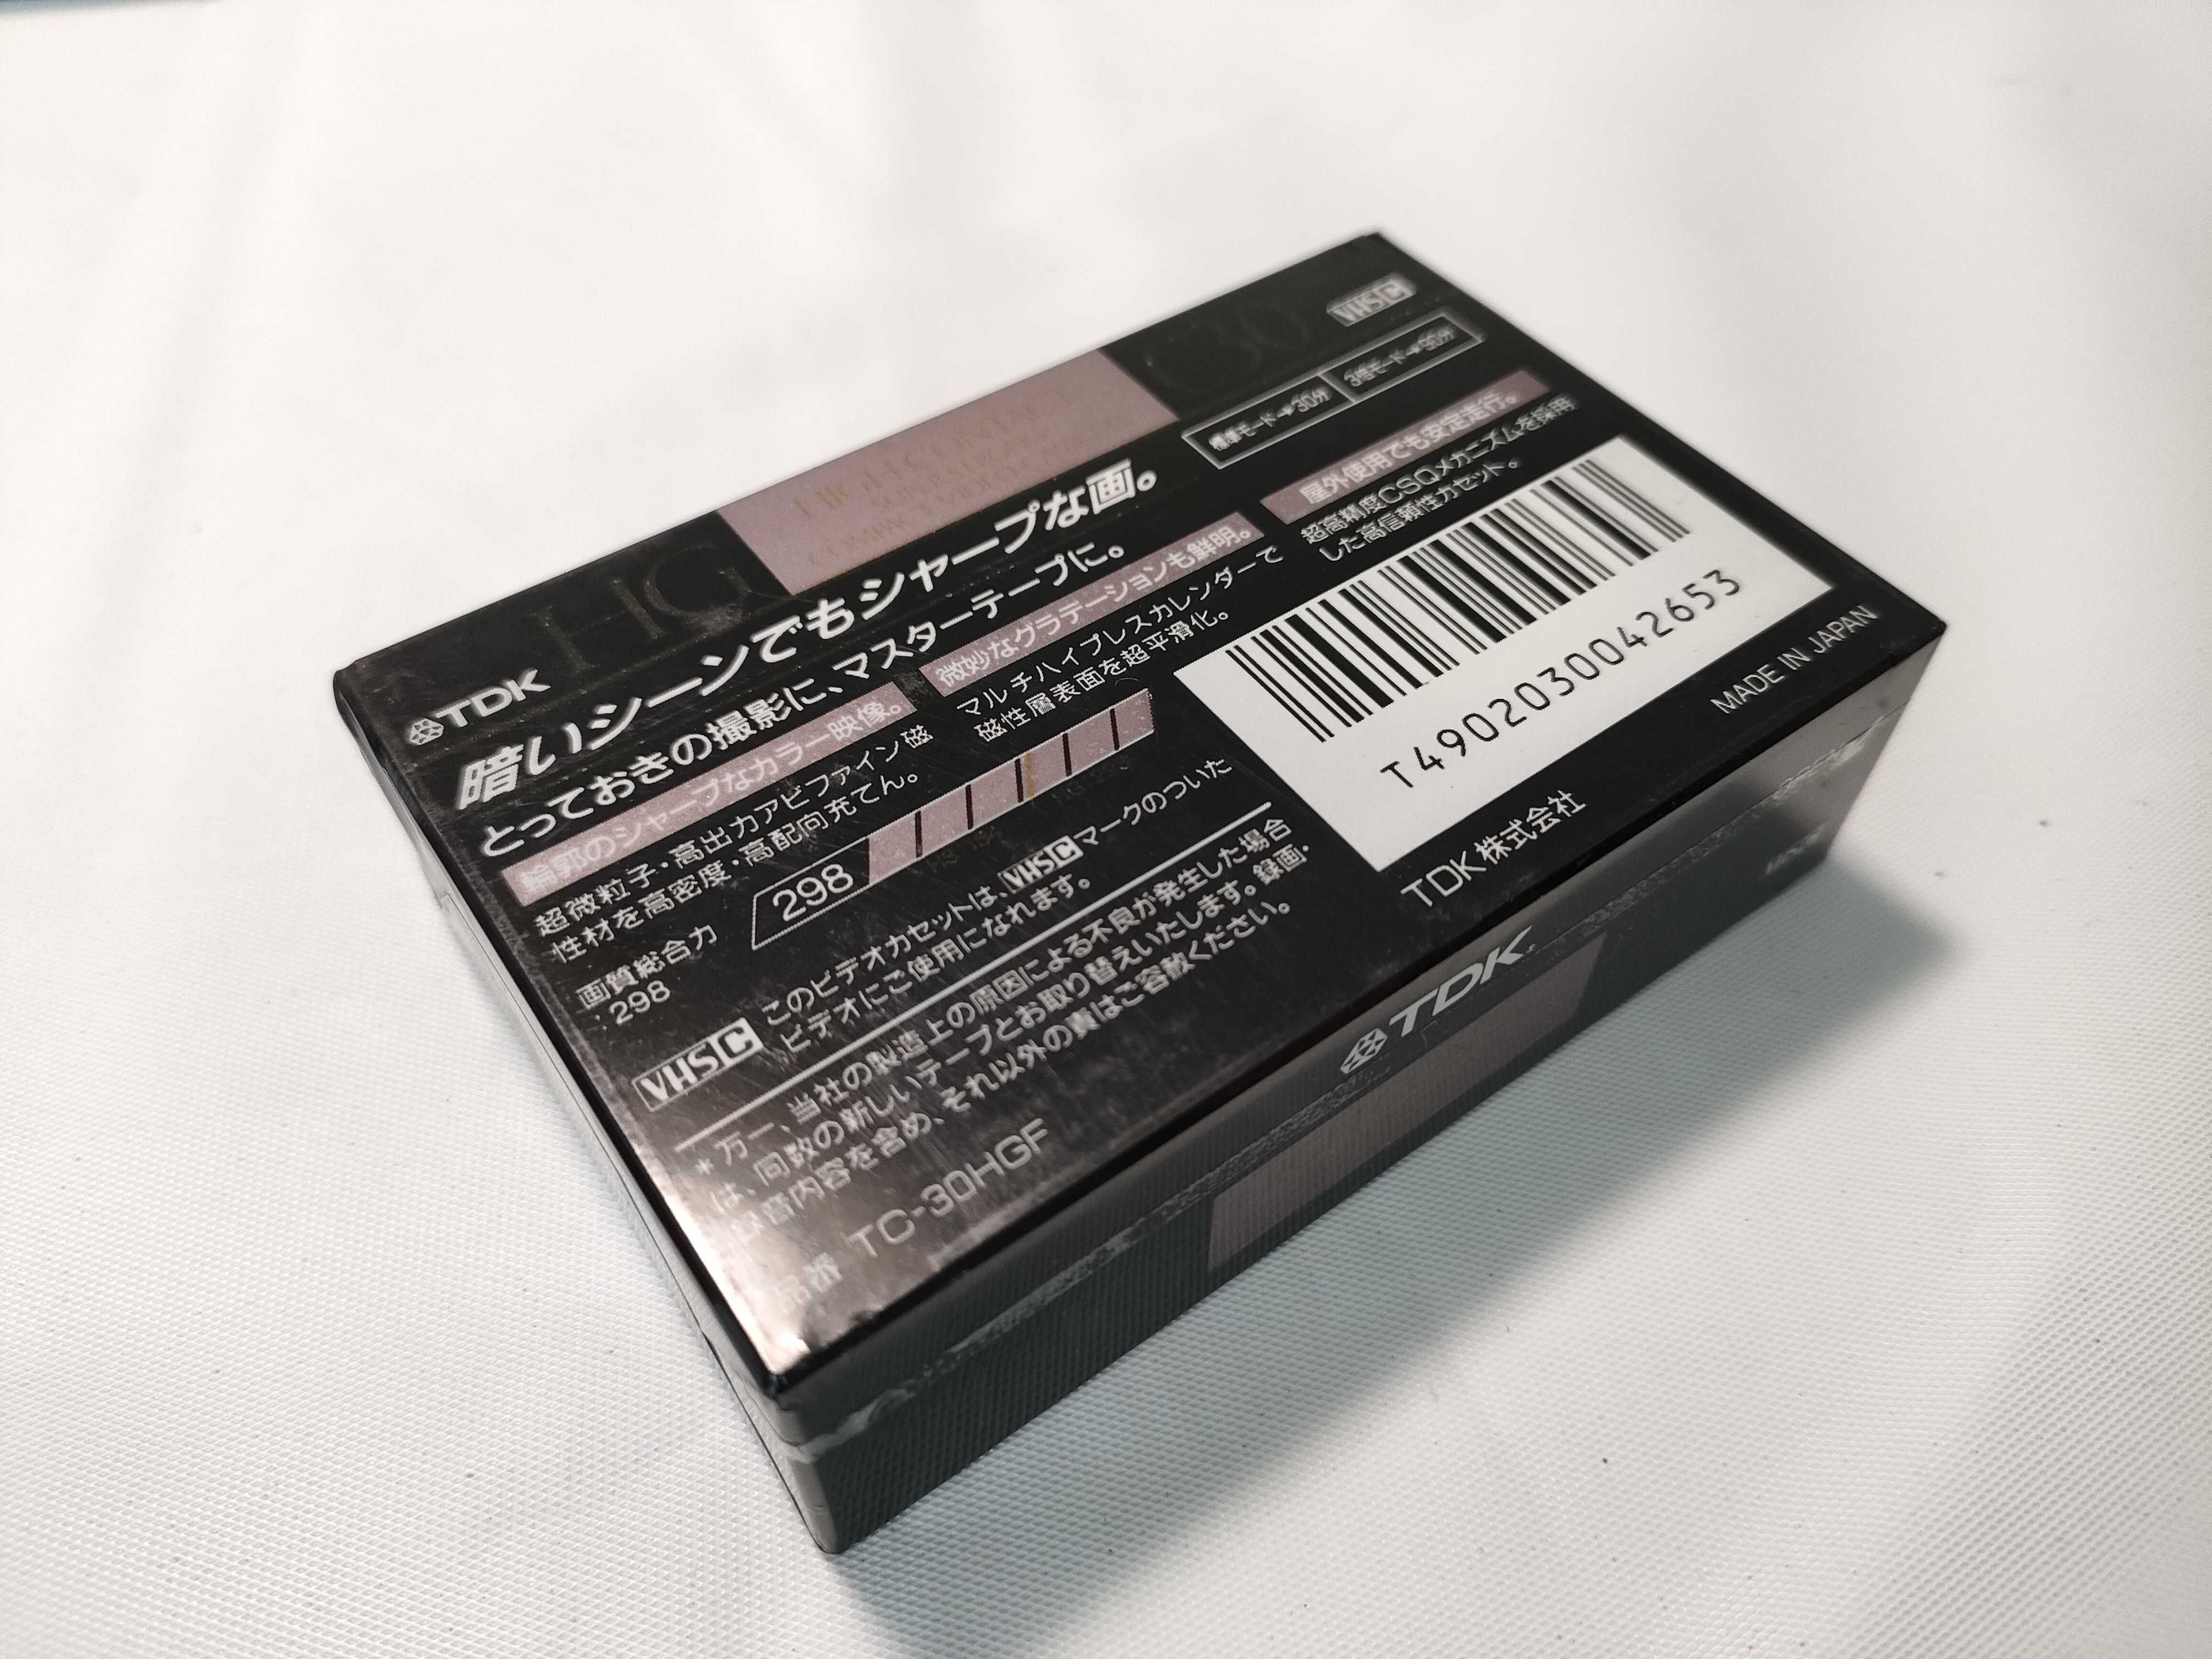 HG
HIGH CONTACT
C30
VHS C
TDK
標準モード→30分
3倍モード→90分
暗いシーンでもシャープな画。
とっておきの撮影に、マスターテープに。
輪郭のシャープなカラー映像。
超微粒子・高出力アビファイン磁
性材を高密度・高配向充てん。
微妙なグラデーションも鮮明。
マルチハイプレスカレンダーで
磁性層表面を超平滑化。
屋外使用でも安定走行。
超高精度CSQメカニズムを採用
した高信頼性カセット。
画質総合力
298
298
VHS C
このビデオカセットは、VHS Cマークのついた
ビデオにご使用になれます。
*万一、当社の製造上の原因による不良が発生した場合
は、同数の新しいテープとお取り替えいたします。録画・
録音内容を含め、それ以外の責はご容赦ください。
品番 TC-30HGF
T4902030042653
TDK株式会社
MADE IN JAPAN
TDK